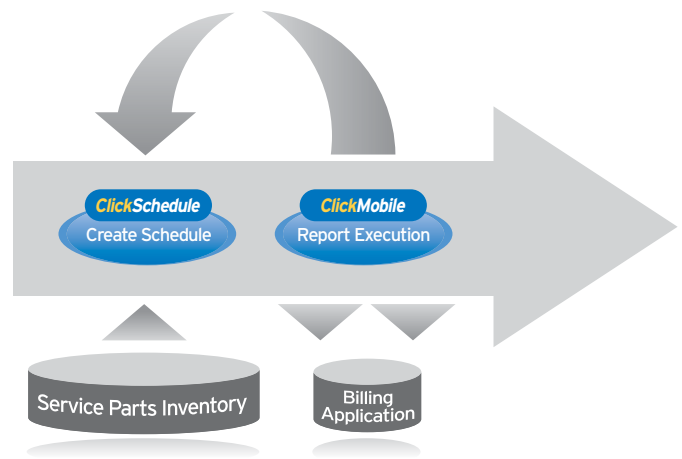 ClickSchedule
Create Schedule
ClickMobile
Report Execution
Service Parts Inventory
Billing
Application